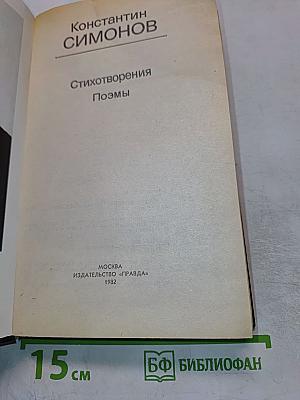 Константин
СИМОНОВ
Стихотворения
Поэмы
МОСКВА
ИЗДАТЕЛЬСТВО «ПРАВДА»
1982
15 см
БФ БИБЛИОФАН